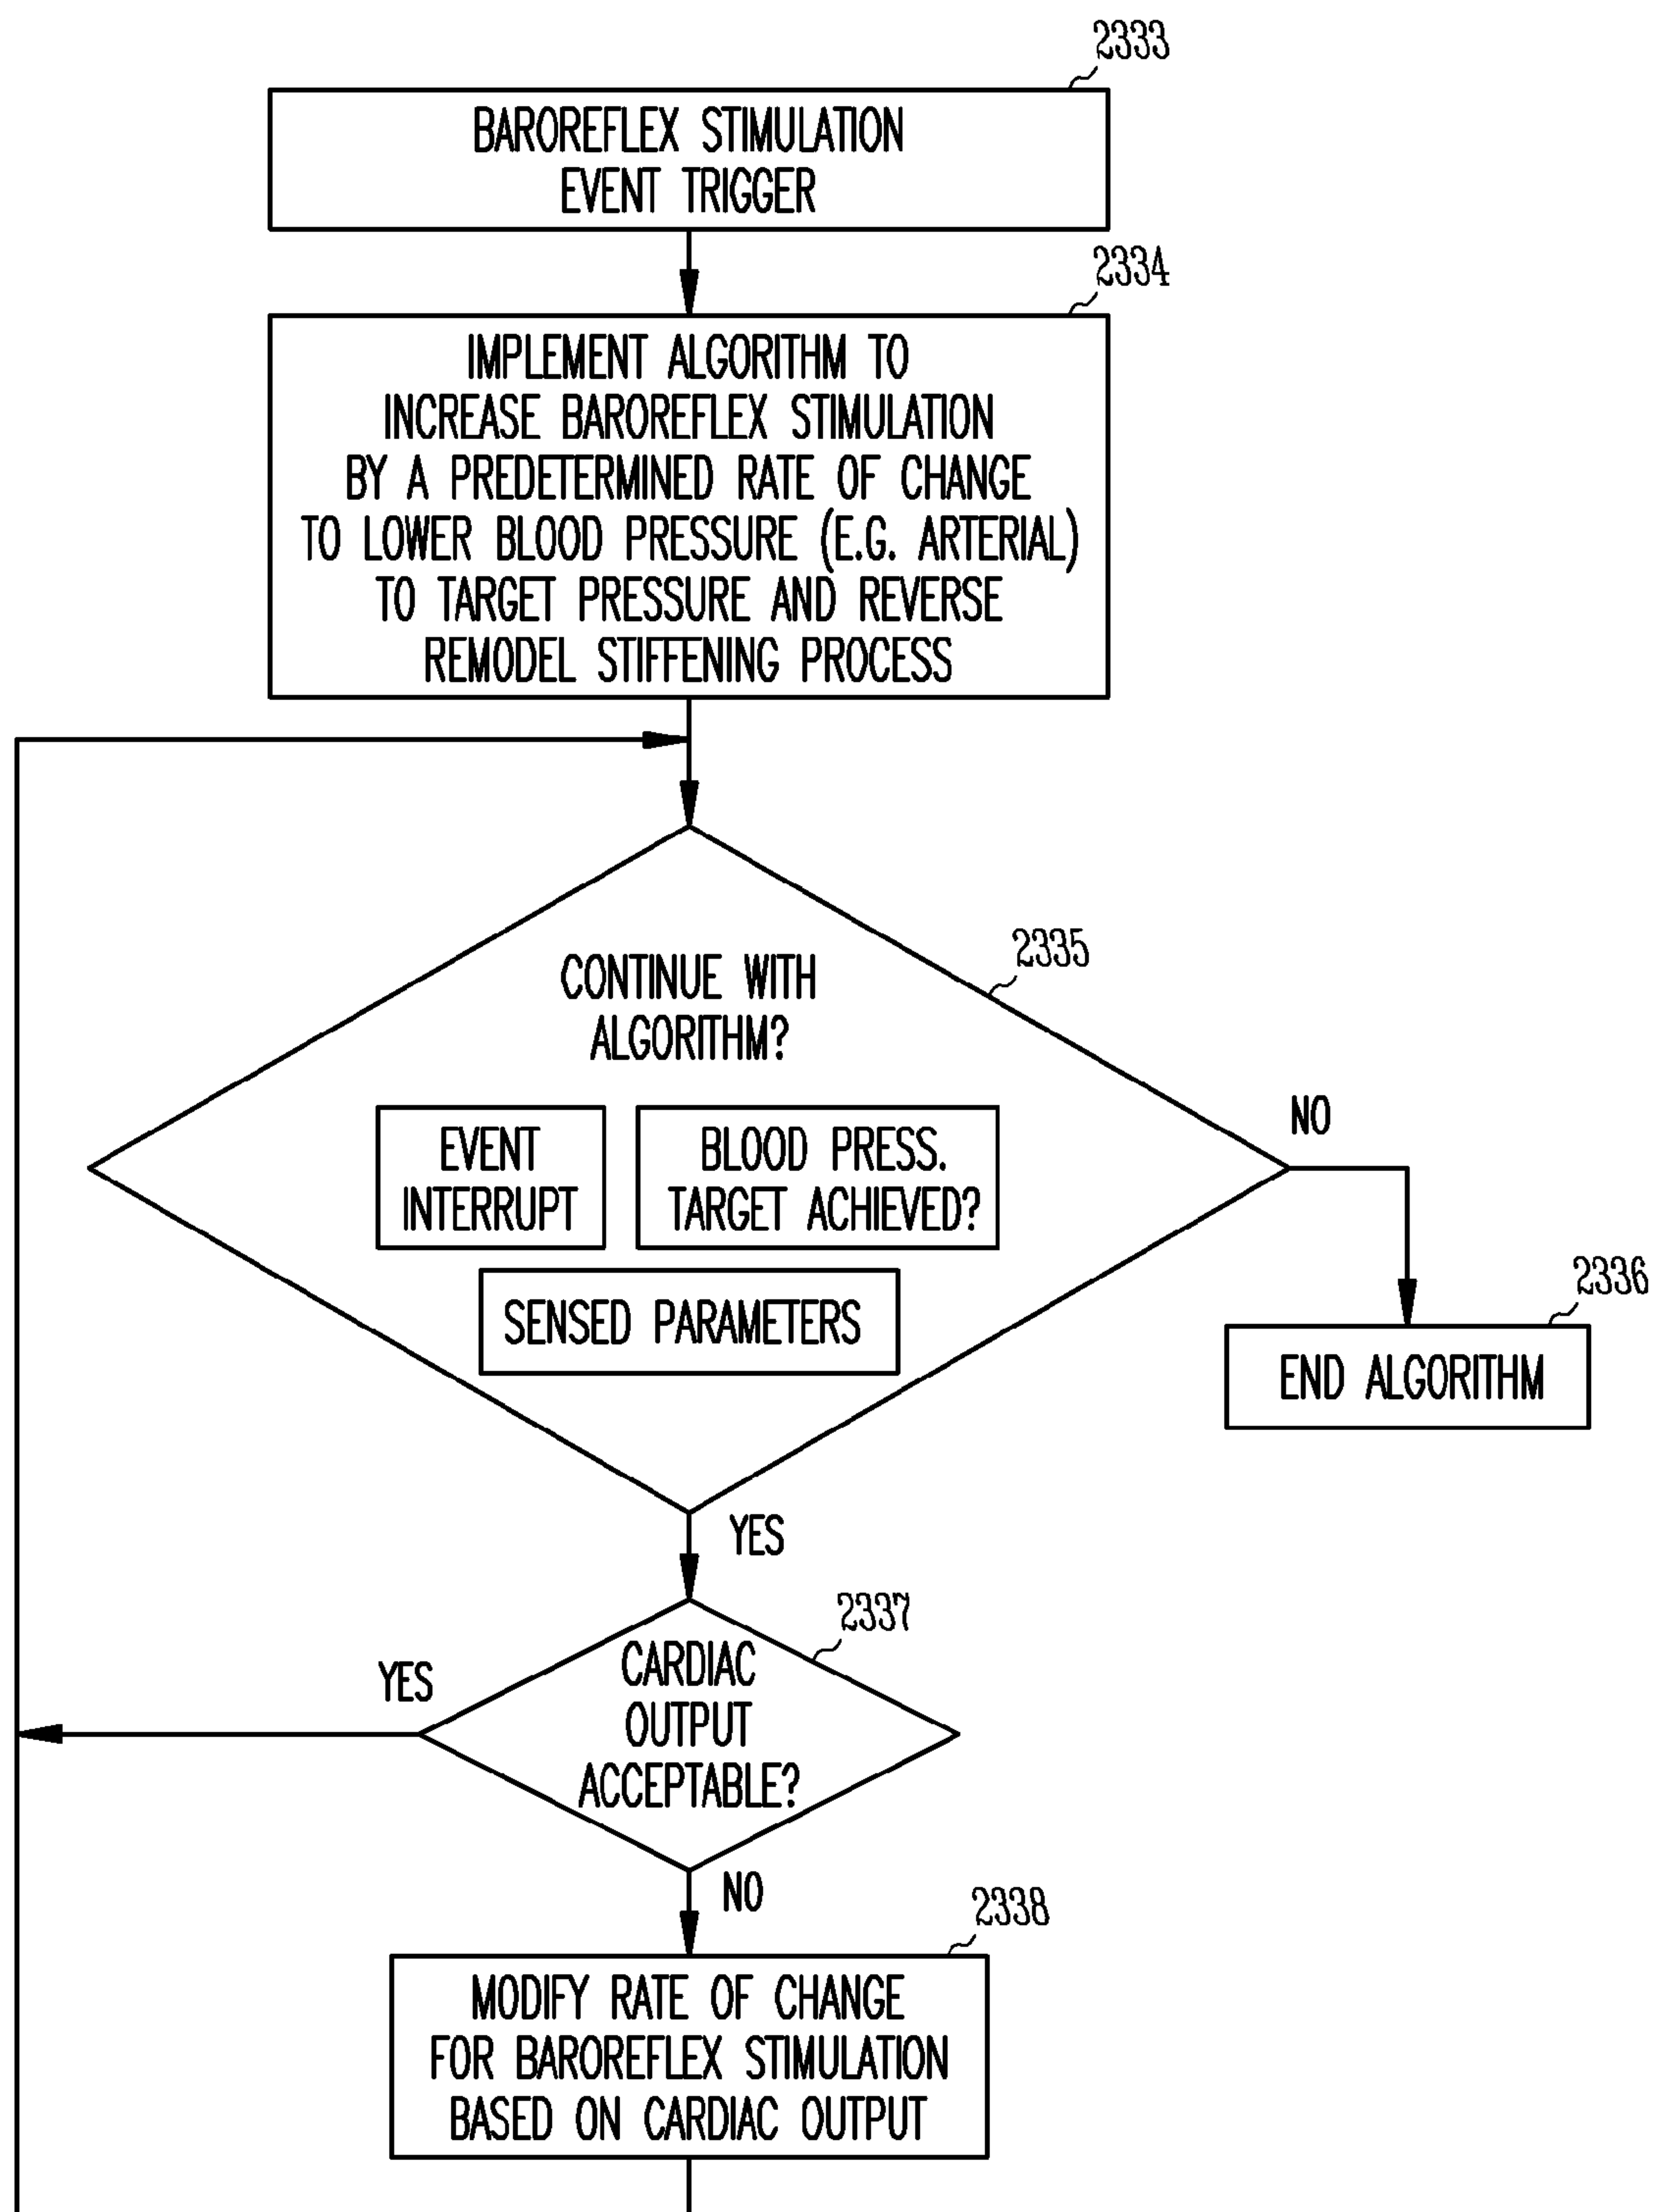 2333
BAROREFLEX STIMULATION
EVENT TRIGGER
2334
IMPLEMENT ALGORITHM TO
INCREASE BAROREFLEX STIMULATION
BY A PREDETERMINED RATE OF CHANGE
TO LOWER BLOOD PRESSURE (E.G. ARTERIAL)
TO TARGET PRESSURE AND REVERSE
REMODEL STIFFENING PROCESS
2335
CONTINUE WITH
ALGORITHM?
EVENT
INTERRUPT
BLOOD PRESS.
TARGET ACHIEVED?
SENSED PARAMETERS
NO
2336
END ALGORITHM
YES
2337
CARDIAC
OUTPUT
ACCEPTABLE?
YES
NO
2338
MODIFY RATE OF CHANGE
FOR BAROREFLEX STIMULATION
BASED ON CARDIAC OUTPUT